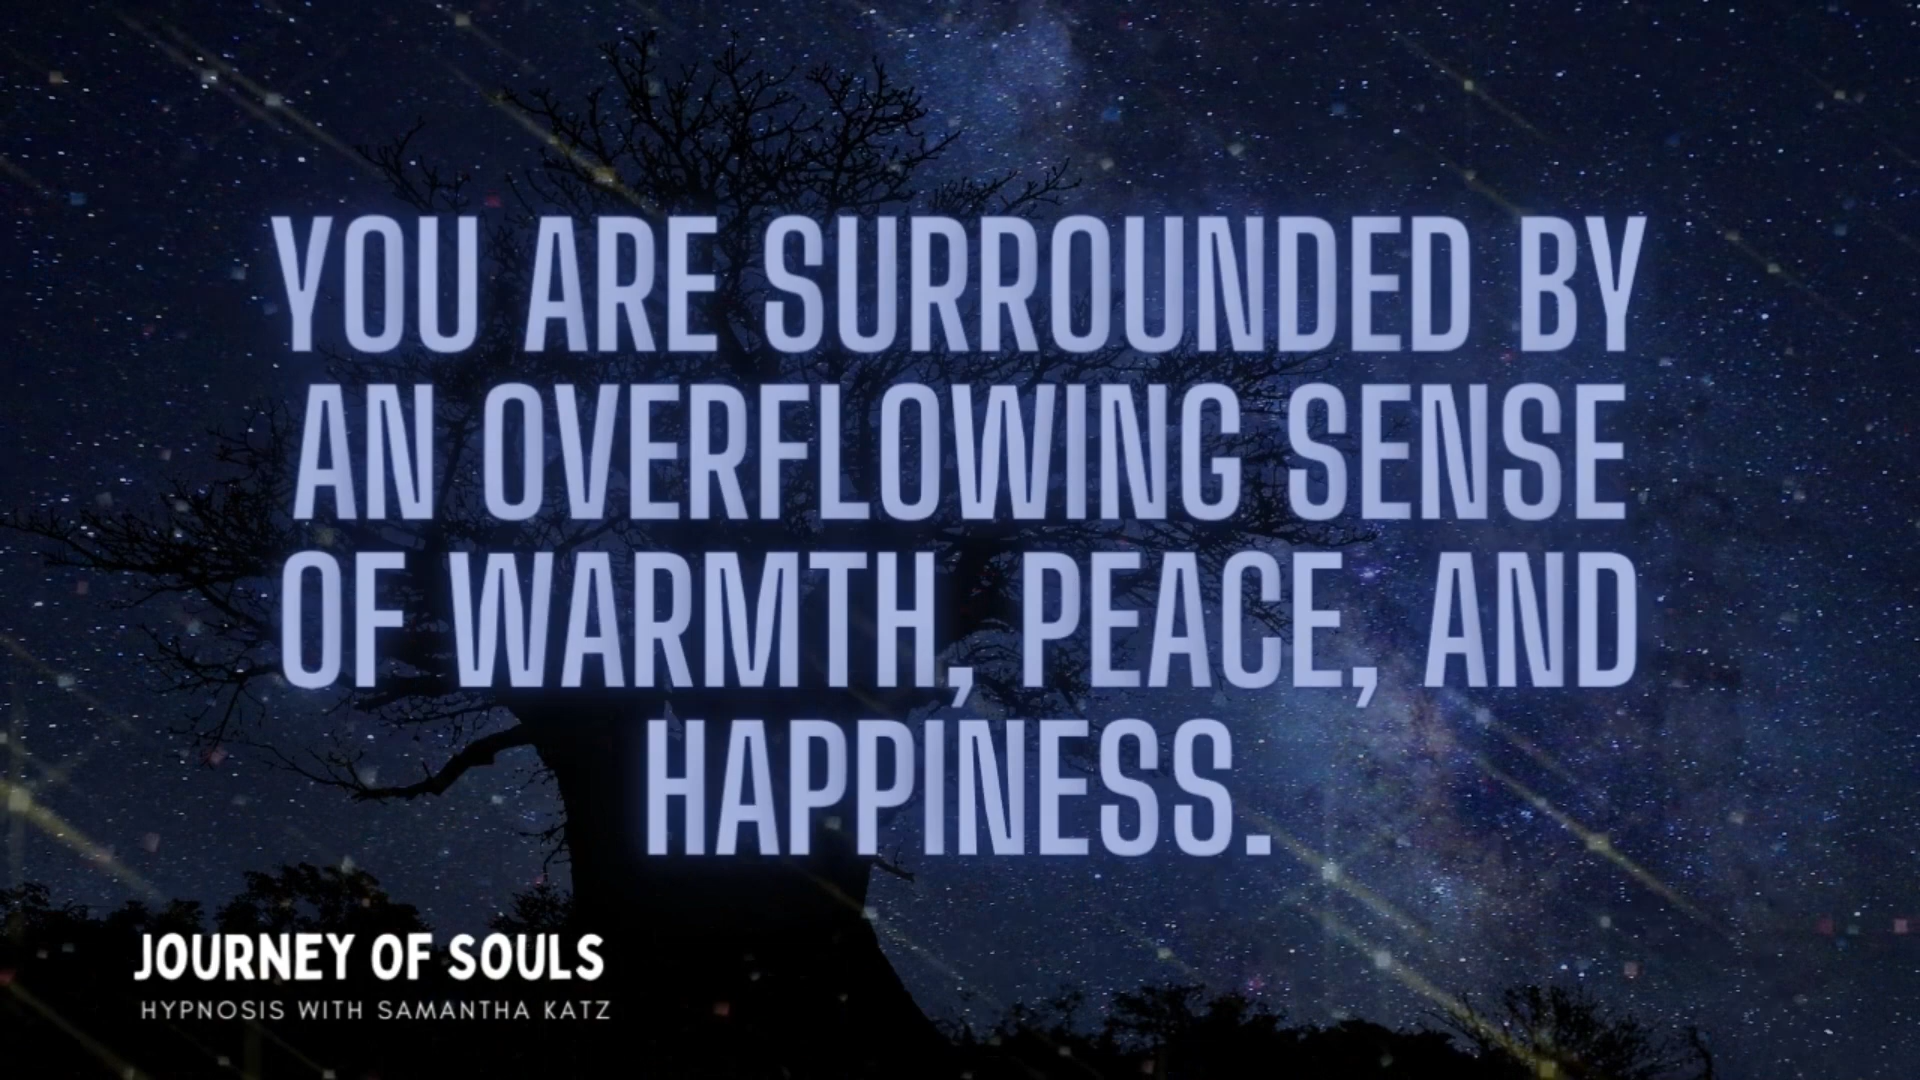 YOU ARE SURROUNDED BY
AN OVERFLOWING SENSE
OF WARMTH, PEACE, AND
HAPPINESS.
JOURNEY OF SOULS
HYPNOSIS WITH SAMANTHA KATZ